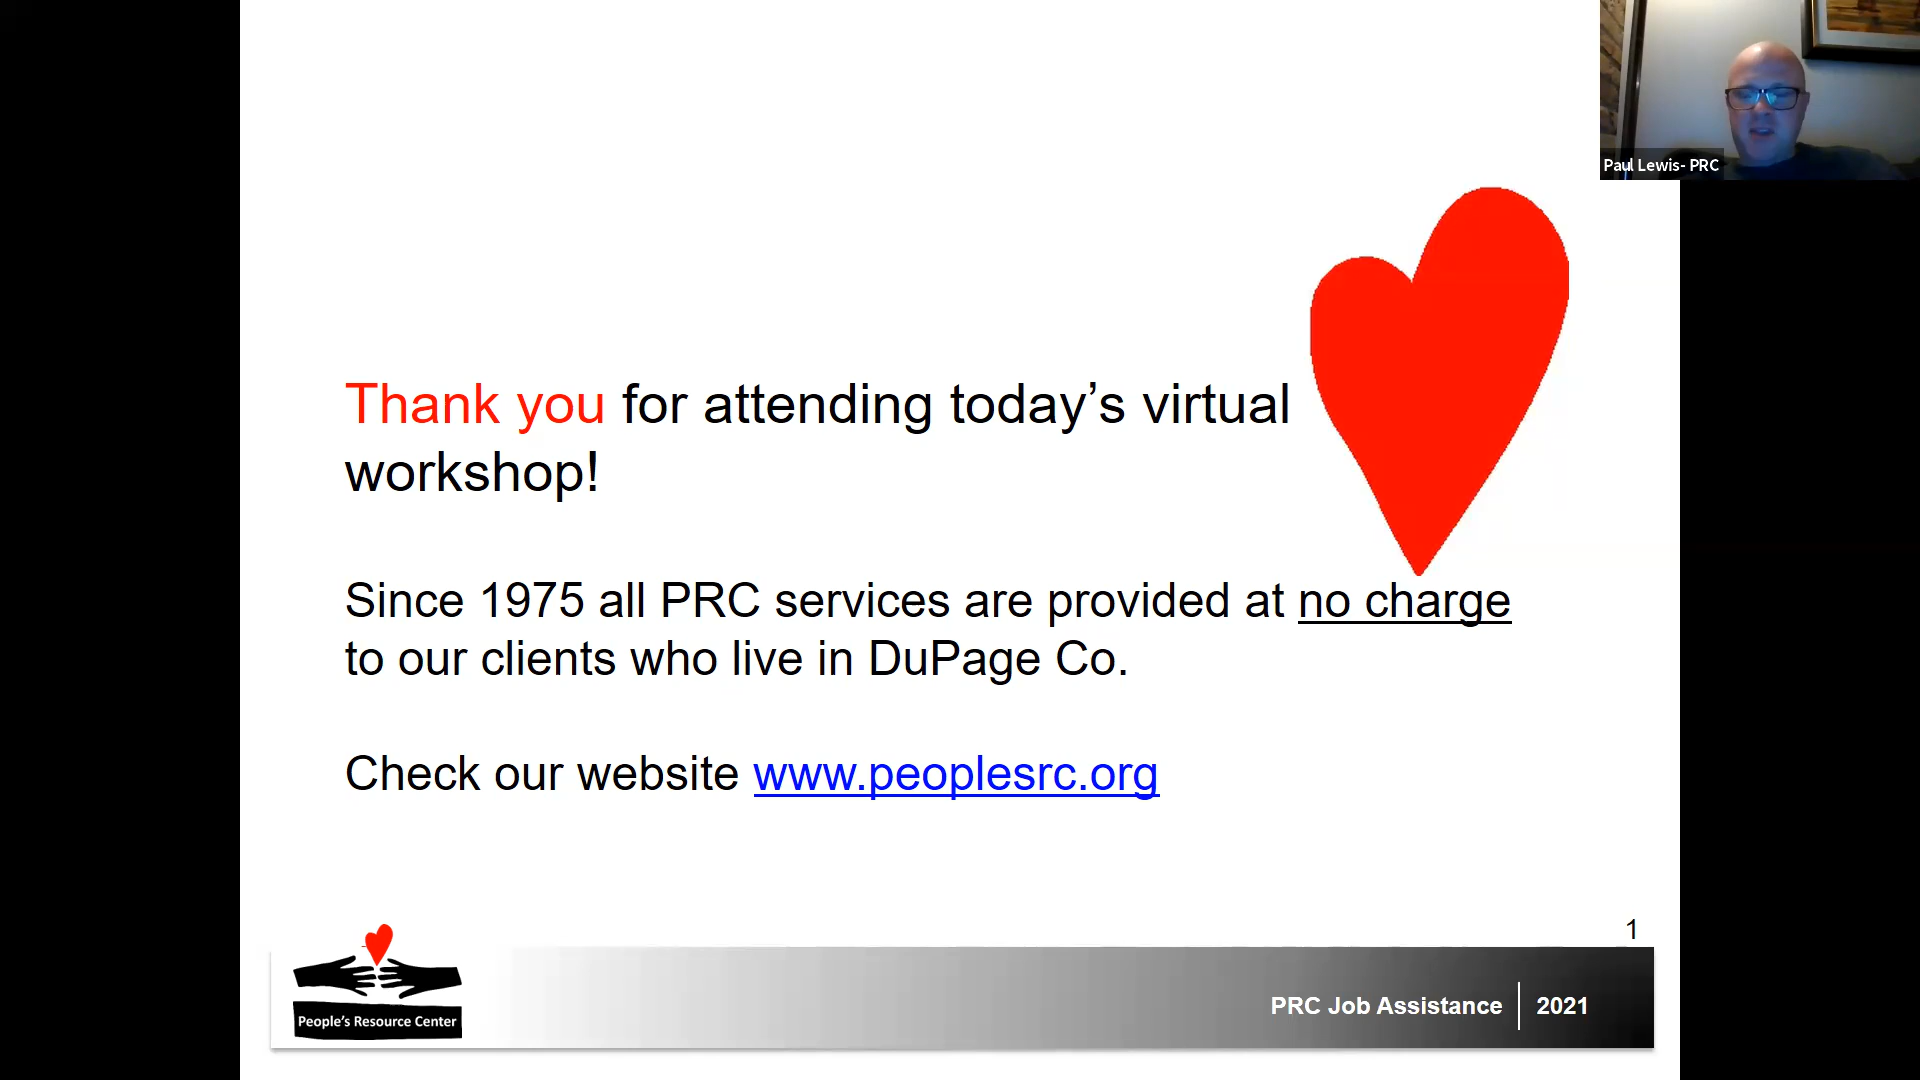 Paul Lewis- PRC
Thank you for attending today’s virtual
workshop!
Since 1975 all PRC services are provided at no charge
to our clients who live in DuPage Co.
Check our website www.peoplesrc.org
1
People’s Resource Center
PRC Job Assistance | 2021